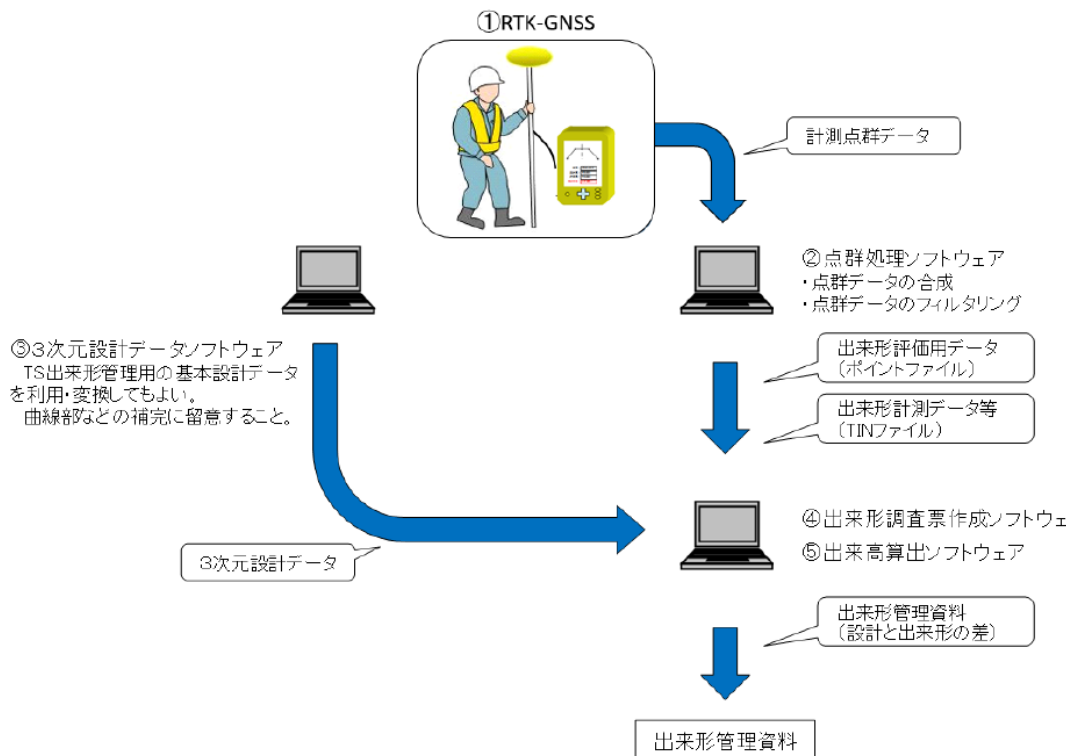 ①RTK-GNSS
計測点群データ
②点群処理ソフトウェア
・点群データの合成
・点群データのフィルタリング
③3次元設計データソフトウェア
TS出来形管理用の基本設計データ
を利用・変換してもよい。
曲線部などの補完に留意すること。
出来形評価用データ
(ポイントファイル)
出来形計測データ等
(TINファイル)
3次元設計データ
④出来形調査票作成ソフトウェ
⑤出来高算出ソフトウェア
出来形管理資料
(設計と出来形の差)
出来形管理資料